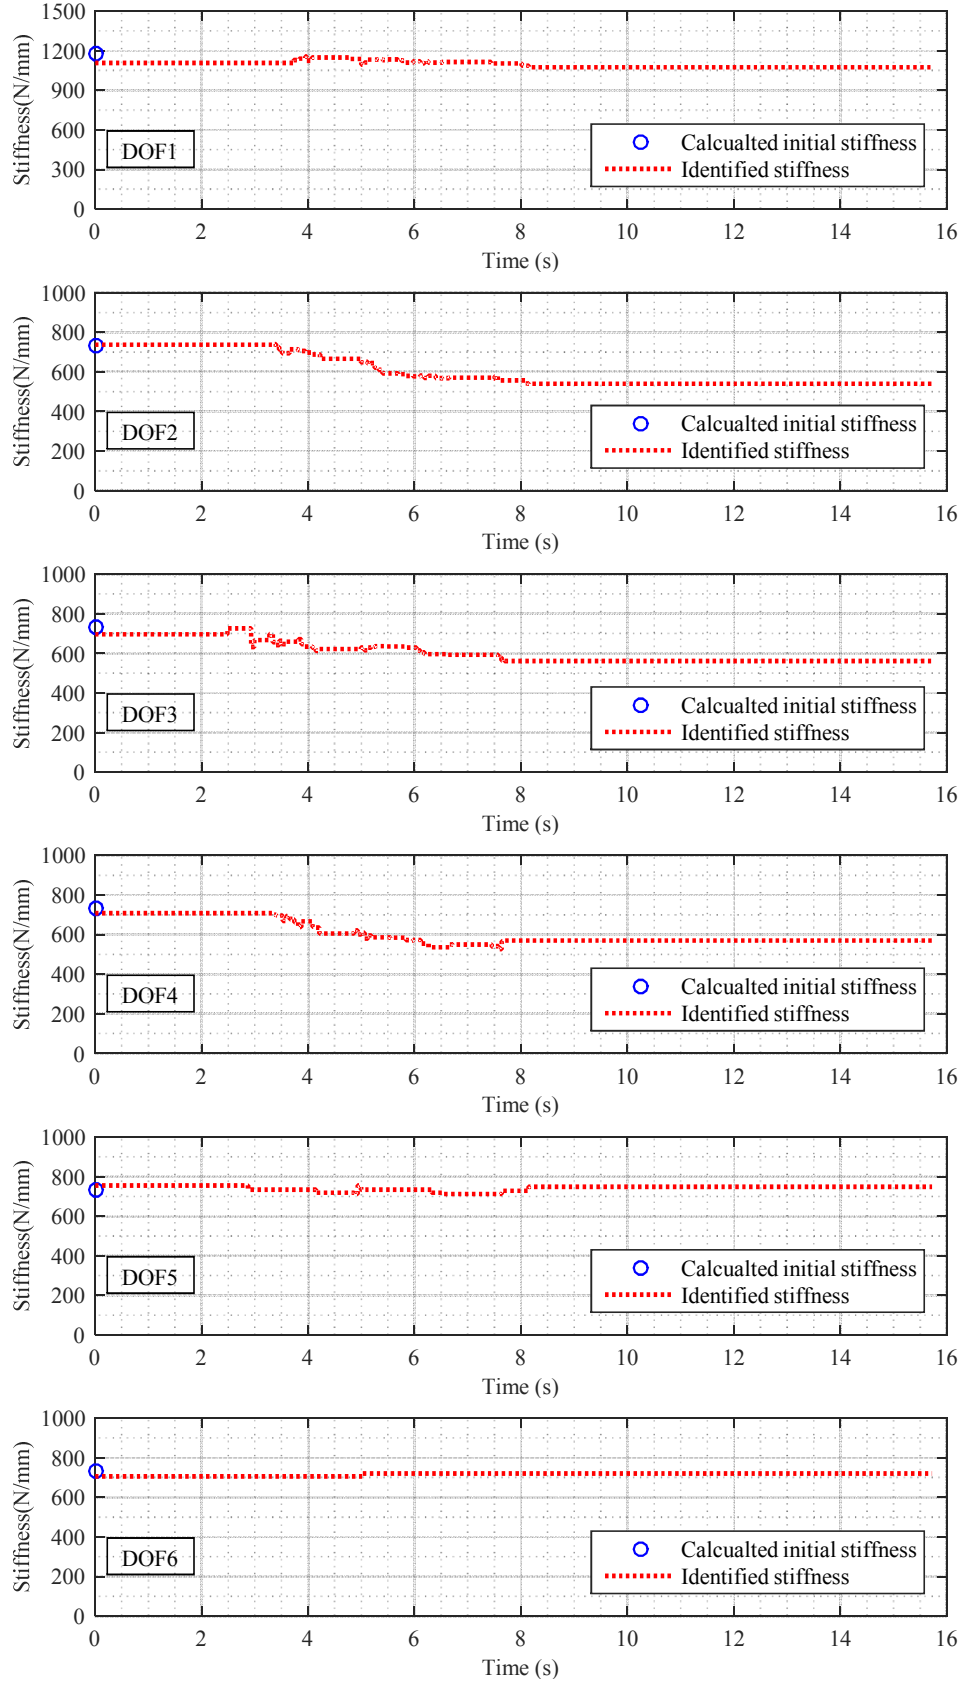 1500
1200
900
600
300
0
Stiffness(N/mm)
DOF1
Calcualted initial stiffness
Identified stiffness
0 2 4 6 8 10 12 14 16
Time (s)
1000
800
600
400
200
0
Stiffness(N/mm)
DOF2
Calcualted initial stiffness
Identified stiffness
0 2 4 6 8 10 12 14 16
Time (s)
1000
800
600
400
200
0
Stiffness(N/mm)
DOF3
Calcualted initial stiffness
Identified stiffness
0 2 4 6 8 10 12 14 16
Time (s)
1000
800
600
400
200
0
Stiffness(N/mm)
DOF4
Calcualted initial stiffness
Identified stiffness
0 2 4 6 8 10 12 14 16
Time (s)
1000
800
600
400
200
0
Stiffness(N/mm)
DOF5
Calcualted initial stiffness
Identified stiffness
0 2 4 6 8 10 12 14 16
Time (s)
1000
800
600
400
200
0
Stiffness(N/mm)
DOF6
Calcualted initial stiffness
Identified stiffness
0 2 4 6 8 10 12 14 16
Time (s)